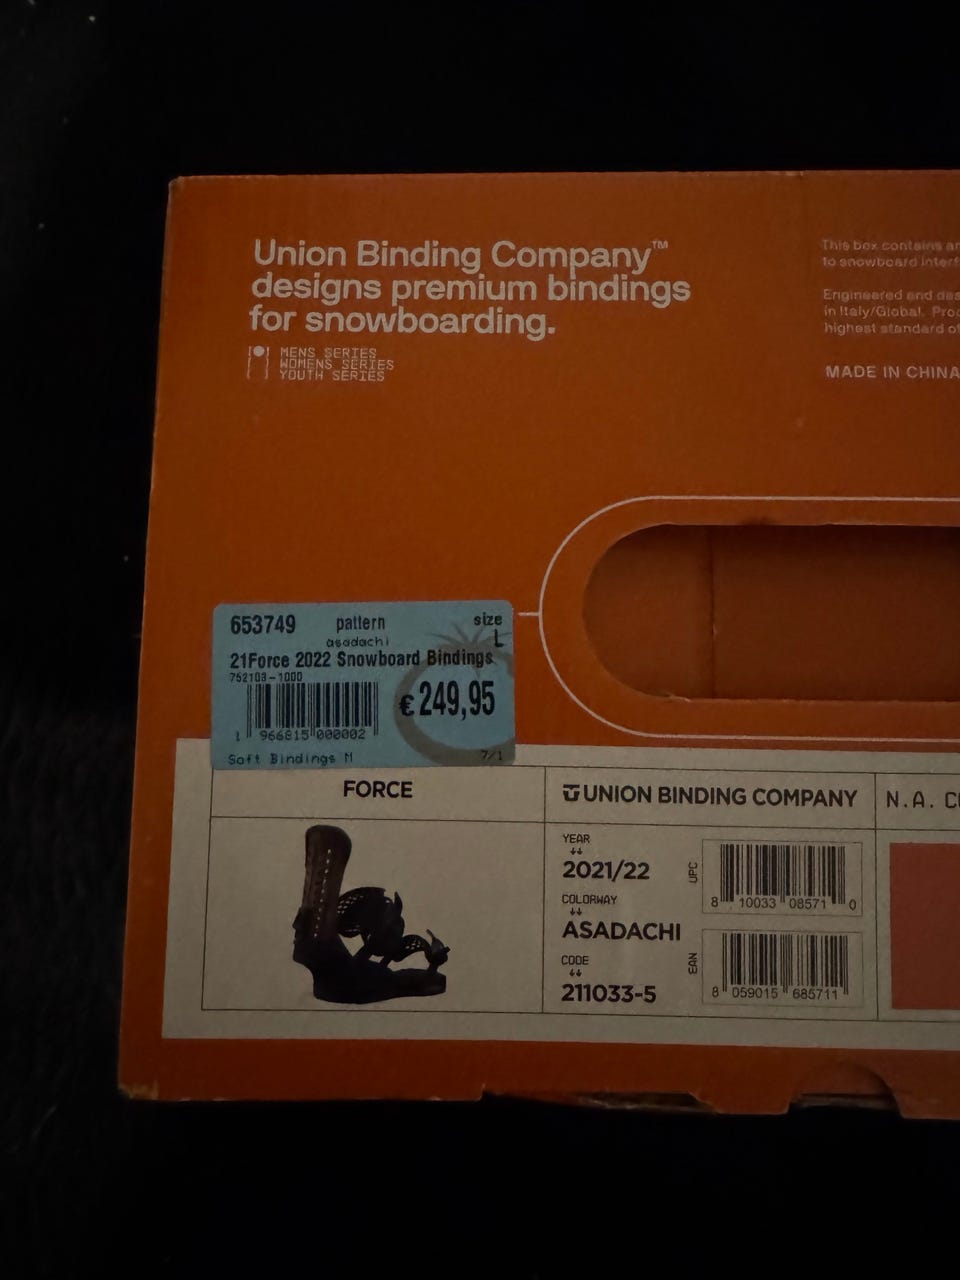 Union Binding Company™
designs premium bindings
for snowboarding.
MENS SERIES
WOMENS SERIES
YOUTH SERIES
This box contains
to snowboard
Engineered and
in Italy/Global.
highest standard
MADE IN CHINA
653749 pattern size
asadachi L
21Force 2022 Snowboard Bindings
752103-1000
€249,95
1 966815 000002
Soft Bindings M 7/1
FORCE
UNION BINDING COMPANY
N.A.
YEAR
2021/22
COLORWAY
ASADACHI
CODE
211033-5
UPC
8 10033 08571 0
EAN
8 059015 685711